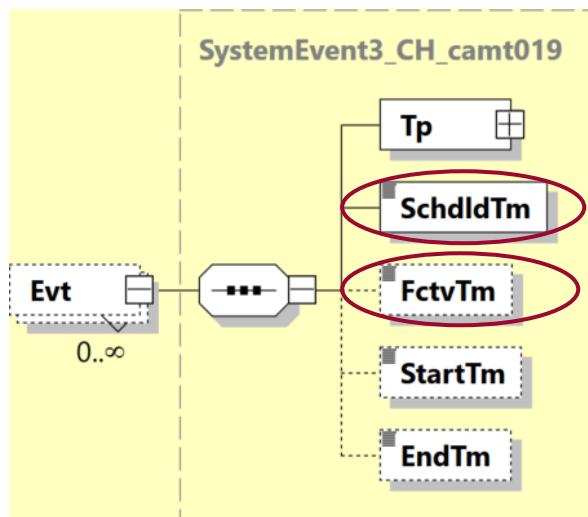 SystemEvent3_CH_camt019
Tp
SchdldTm
FctvTm
Evt
0..∞
StartTm
EndTm